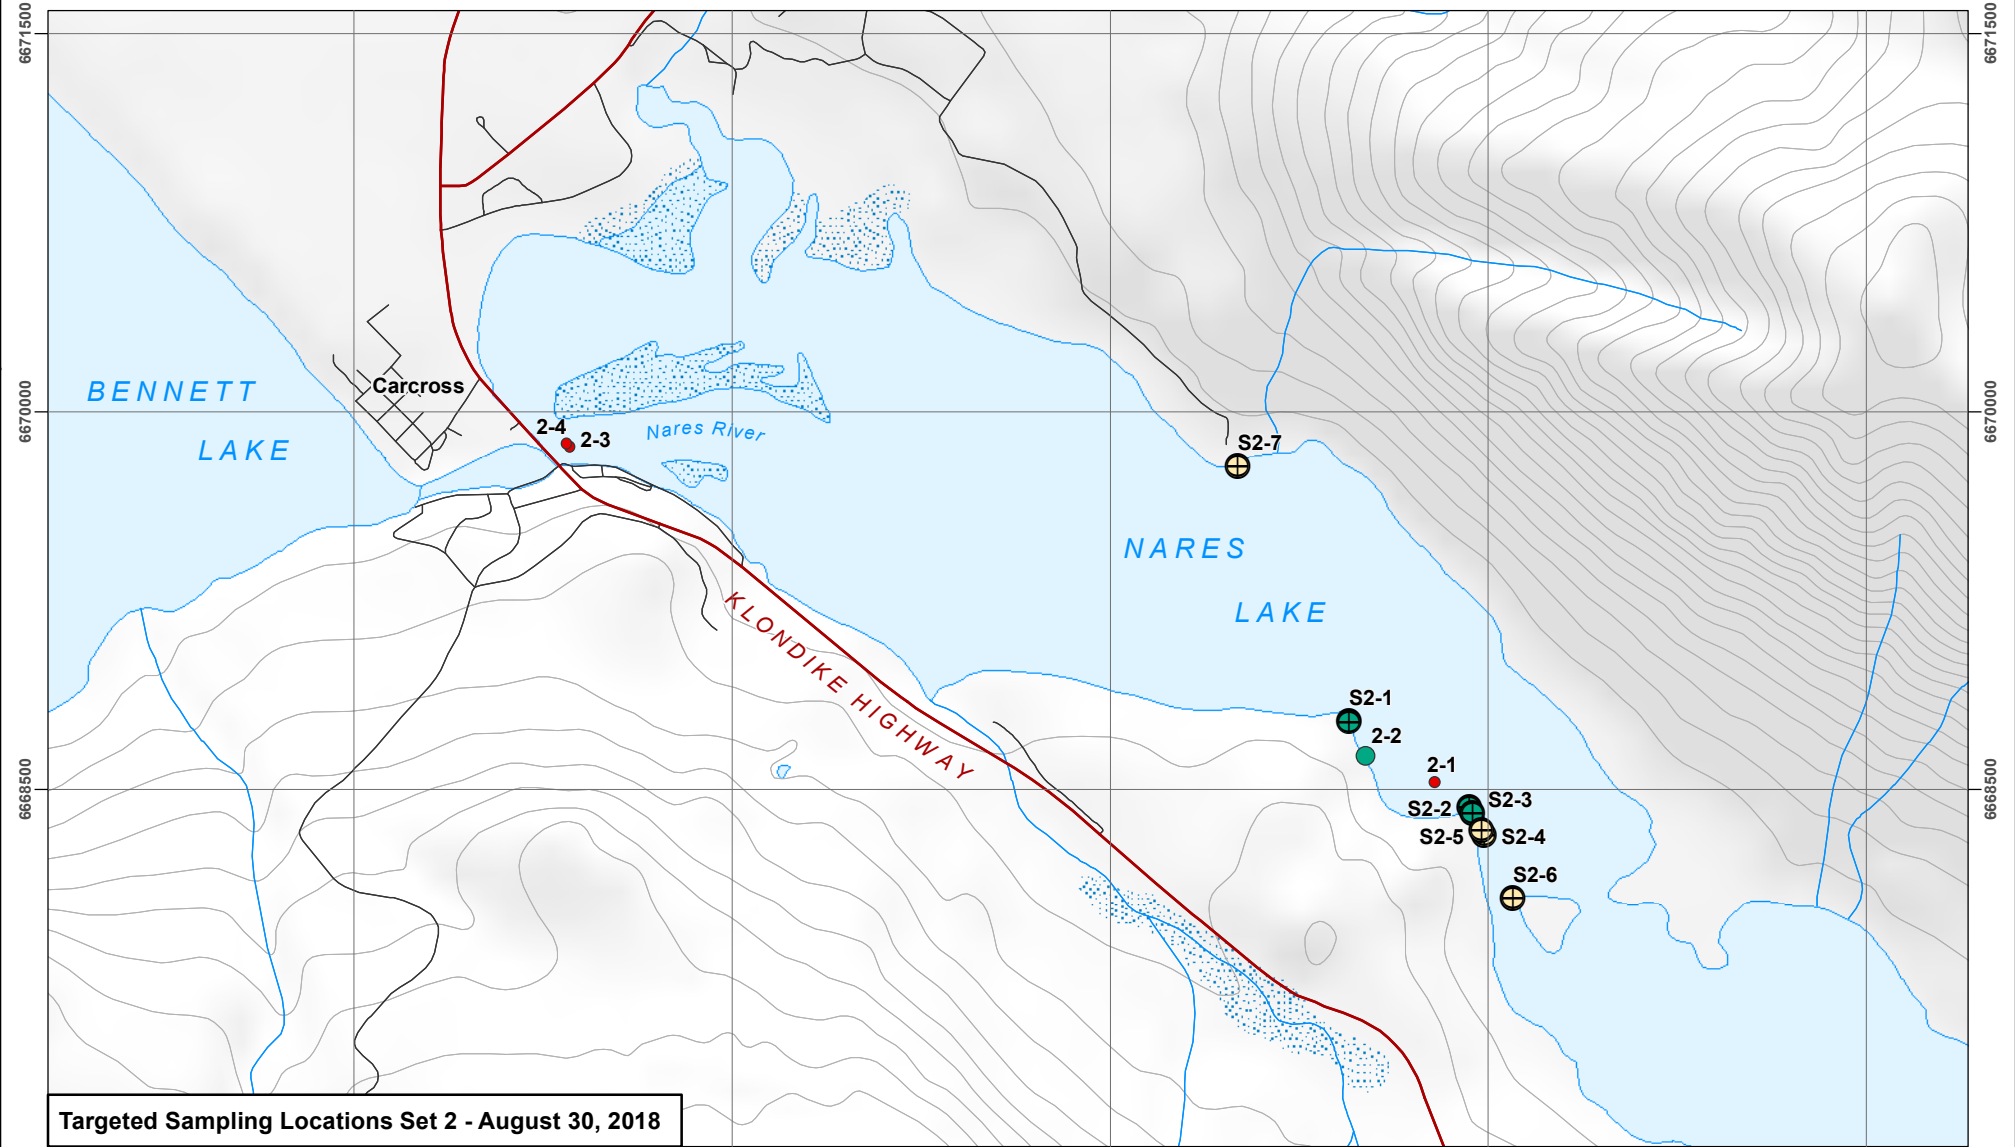 6671500
6671500
BENNETT
LAKE
Carcross
6670000
6670000
2-4
2-3
Nares River
S2-7
NARES
LAKE
KLONDIKE HIGHWAY
S2-1
2-2
2-1
6668500
6668500
S2-2
S2-3
S2-5
S2-4
S2-6
Targeted Sampling Locations Set 2 - August 30, 2018